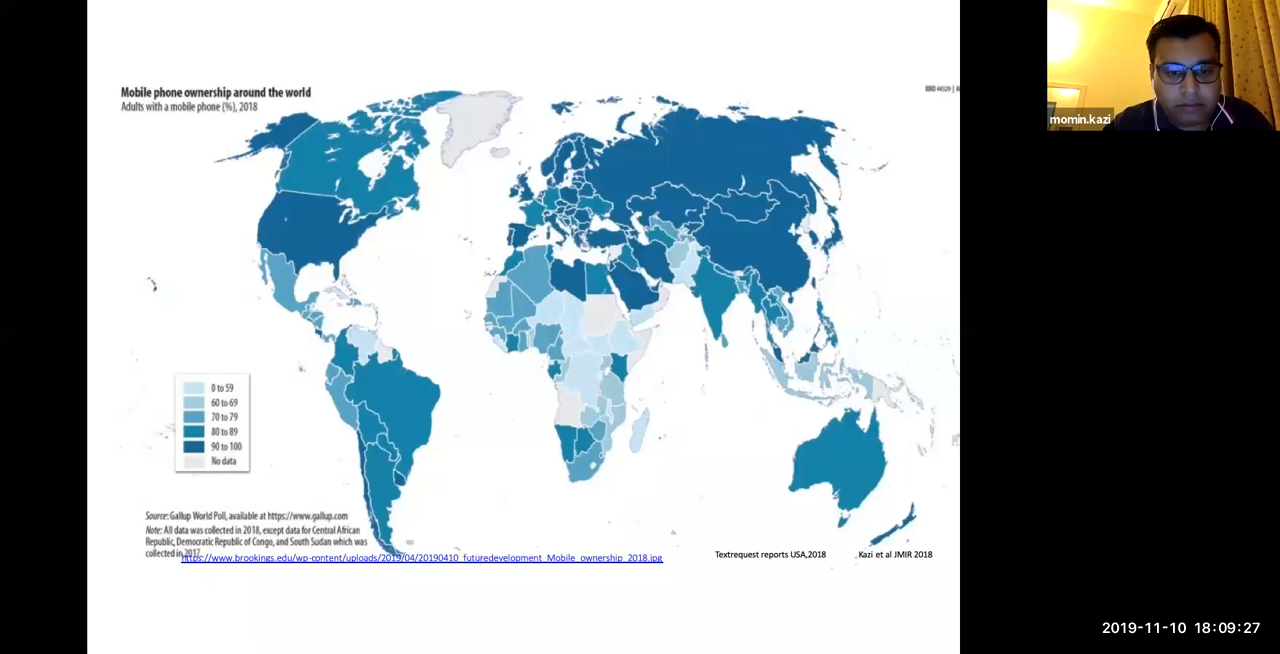 Mobile phone ownership around the world
Adults with a mobile phone (%), 2018
momin.kazi
0 to 59
60 to 69
70 to 79
80 to 89
90 to 100
No data
Source: Gallup World Poll, available at https://www.gallup.com
Note: All data was collected in 2018, except data for Central African
Republic, Democratic Republic of Congo, and South Sudan which was
collected in 2017
https://www.brookings.edu/wp-content/uploads/2019/04/20190410_futuredevelopment_Mobile_ownership_2018.jpg
Textrequest reports USA,2018
Kazi et al JMIR 2018
2019-11-10 18:09:27